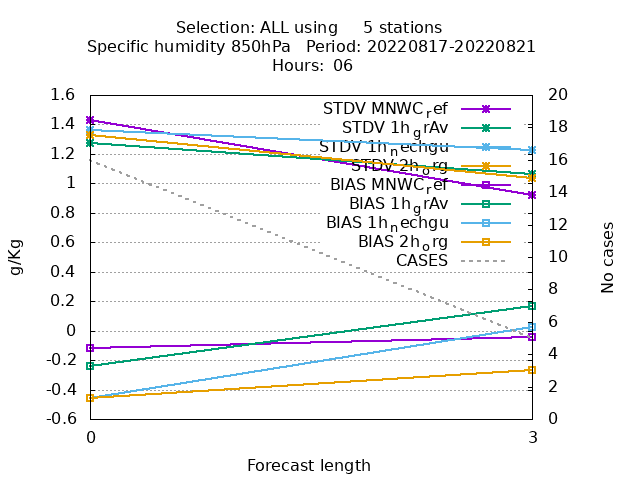 Selection: ALL using 5 stations
Specific humidity 850hPa Period: 20220817-20220821
Hours: 06
1.6
1.4
1.2
1
0.8
0.6
0.4
0.2
0
-0.2
-0.4
-0.6
g/Kg
STDV MNWC_ref
STDV 1h_grAv
STDV 1h_nechgu
STDV 2h_org
BIAS MNWC_ref
BIAS 1h_grAv
BIAS 1h_nechgu
BIAS 2h_org
CASES
20
18
16
14
12
10
8
6
4
2
0
No cases
0 3
Forecast length